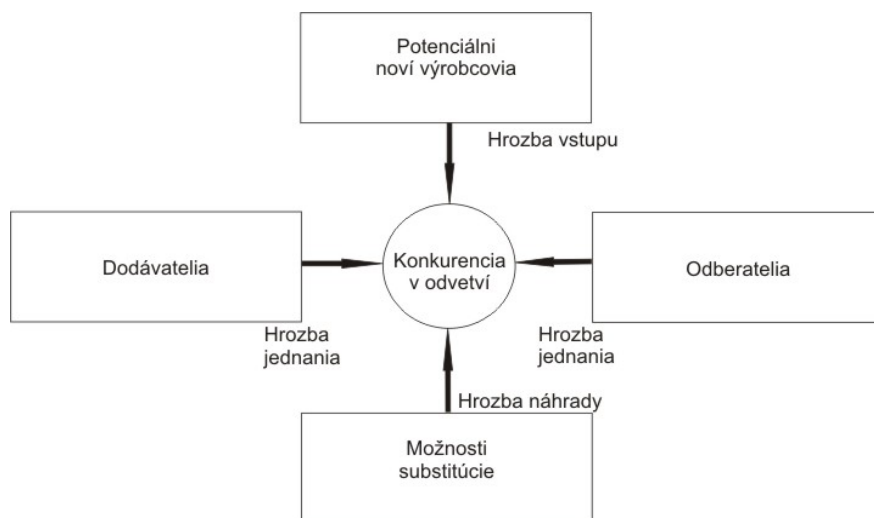 Potenciálni
noví výrobcovia
Hrozba vstupu
Dodávatelia
Konkurencia
v odvetví
Odberatelia
Hrozba
jednania
Hrozba
jednania
Hrozba náhrady
Možnosti
substitúcie